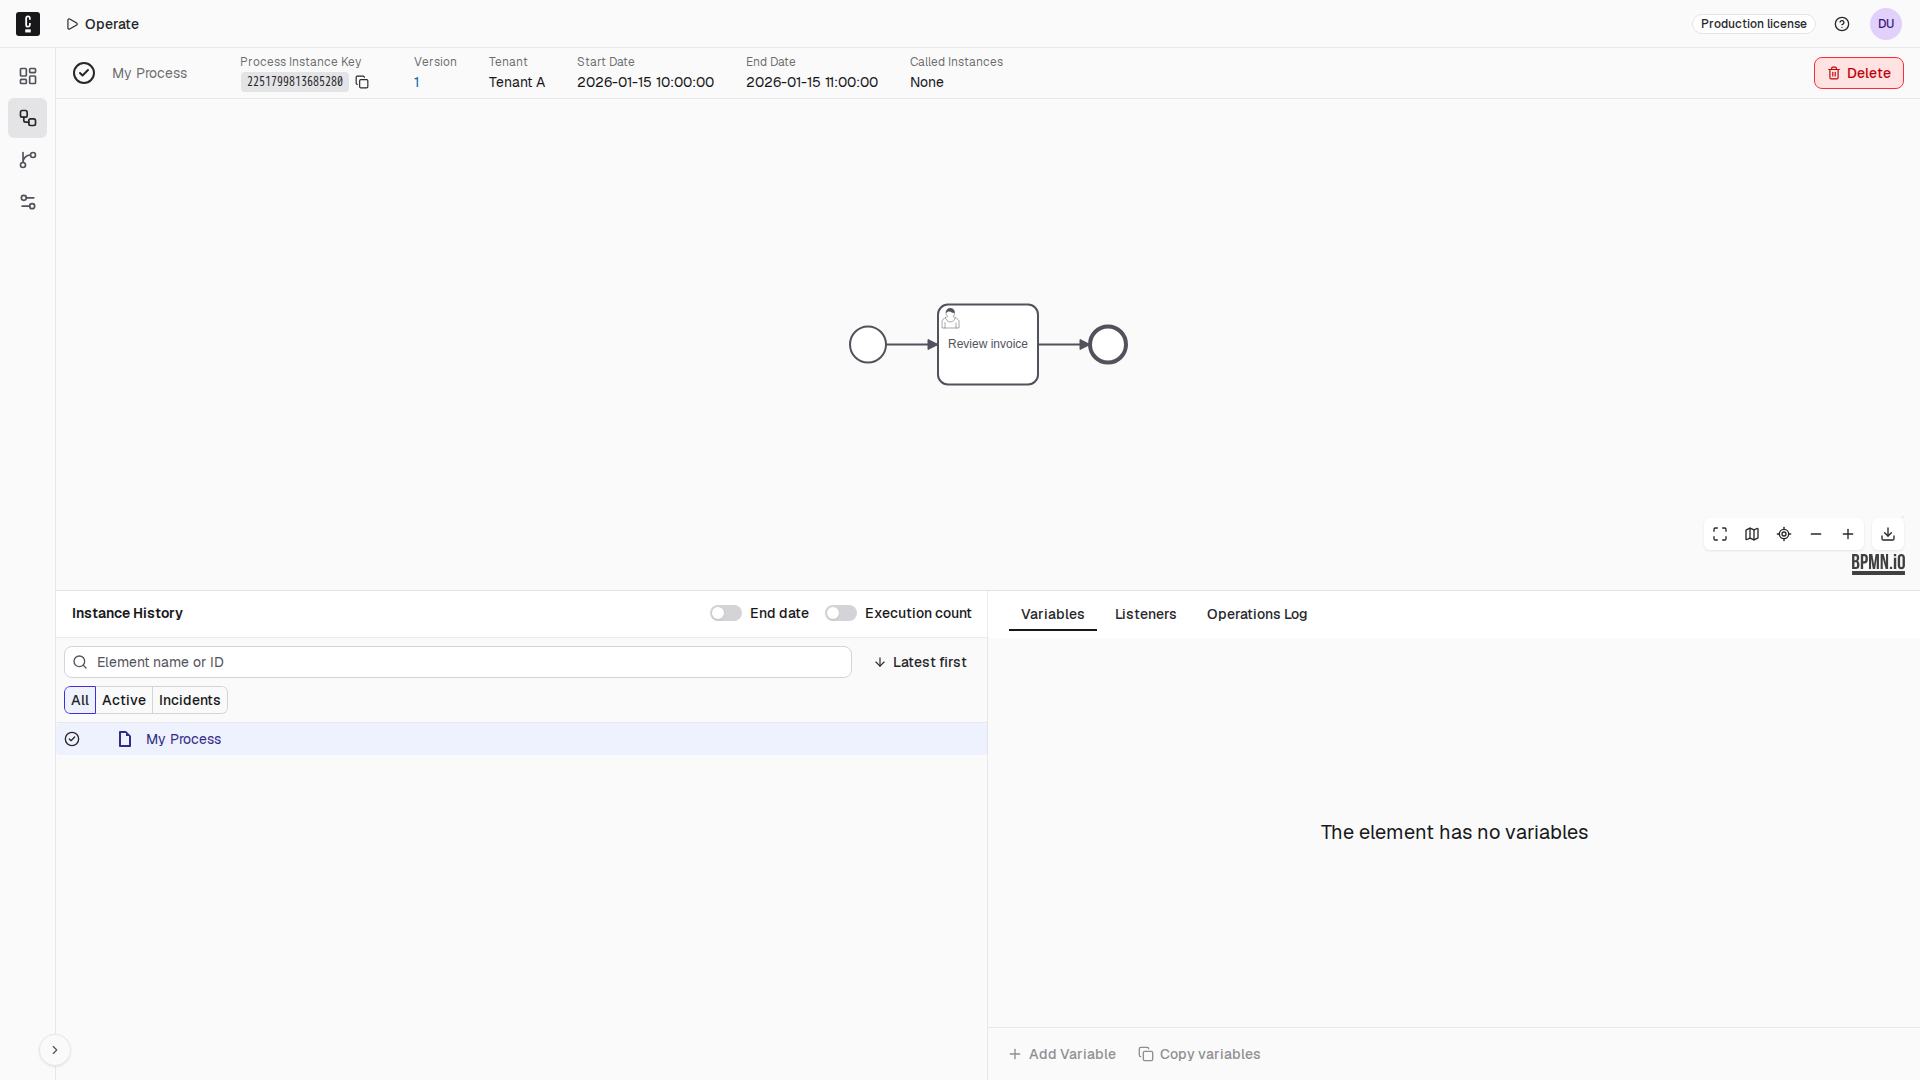 Operate
Production license
DU
My Process
Process Instance Key
2251799813685280
Version
1
Tenant
Tenant A
Start Date
2026-01-15 10:00:00
End Date
2026-01-15 11:00:00
Called Instances
None
Delete
Review invoice
BPMN.iO
Instance History
End date
Execution count
Variables
Listeners
Operations Log
Element name or ID
Latest first
All
Active
Incidents
My Process
The element has no variables
Add Variable
Copy variables